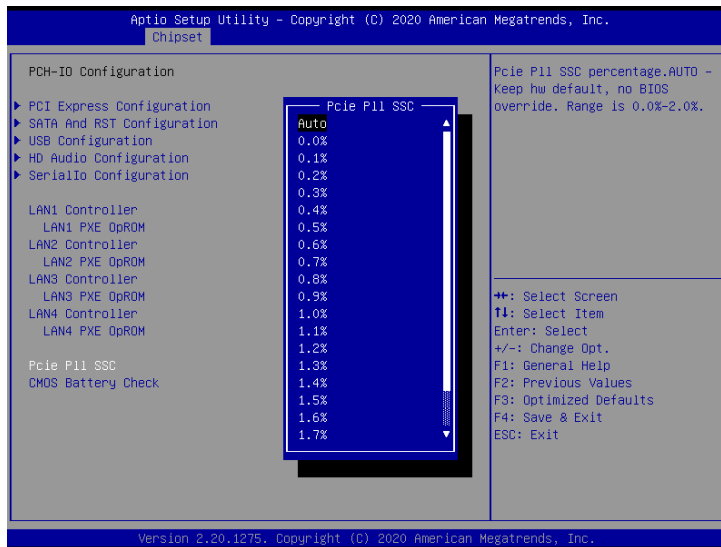 Aptio Setup Utility – Copyright (C) 2020 American Megatrends, Inc.
Chipset
PCH-IO Configuration
PCI Express Configuration
SATA And RST Configuration
USB Configuration
HD Audio Configuration
SerialIo Configuration
LAN1 Controller
LAN1 PXE OpROM
LAN2 Controller
LAN2 PXE OpROM
LAN3 Controller
LAN3 PXE OpROM
LAN4 Controller
LAN4 PXE OpROM
Pcie Pll SSC
CMOS Battery Check
Pcie Pll SSC
Auto
0.0%
0.1%
0.2%
0.3%
0.4%
0.5%
0.6%
0.7%
0.8%
0.9%
1.0%
1.1%
1.2%
1.3%
1.4%
1.5%
1.6%
1.7%
Pcie Pll SSC percentage.AUTO –
Keep hw default, no BIOS
override. Range is 0.0%-2.0%.
→←: Select Screen
↑↓: Select Item
Enter: Select
+/-: Change Opt.
F1: General Help
F2: Previous Values
F3: Optimized Defaults
F4: Save & Exit
ESC: Exit
Version 2.20.1275. Copyright (C) 2020 American Megatrends, Inc.